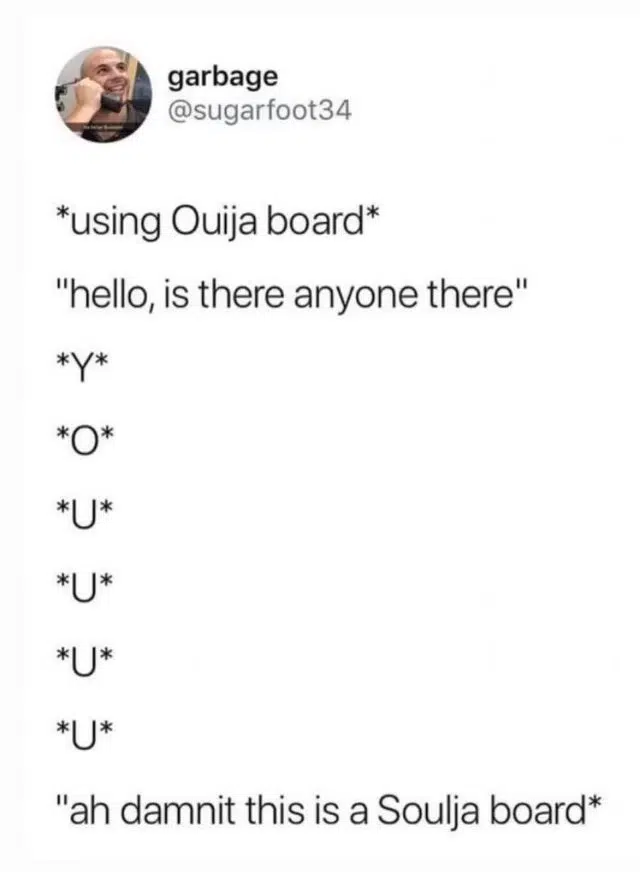 garbage
@sugarfoot34
*using Ouija board*
"hello, is there anyone there"
*Y*
*O*
*U*
*U*
*U*
*U*
"ah damnit this is a Soulja board*